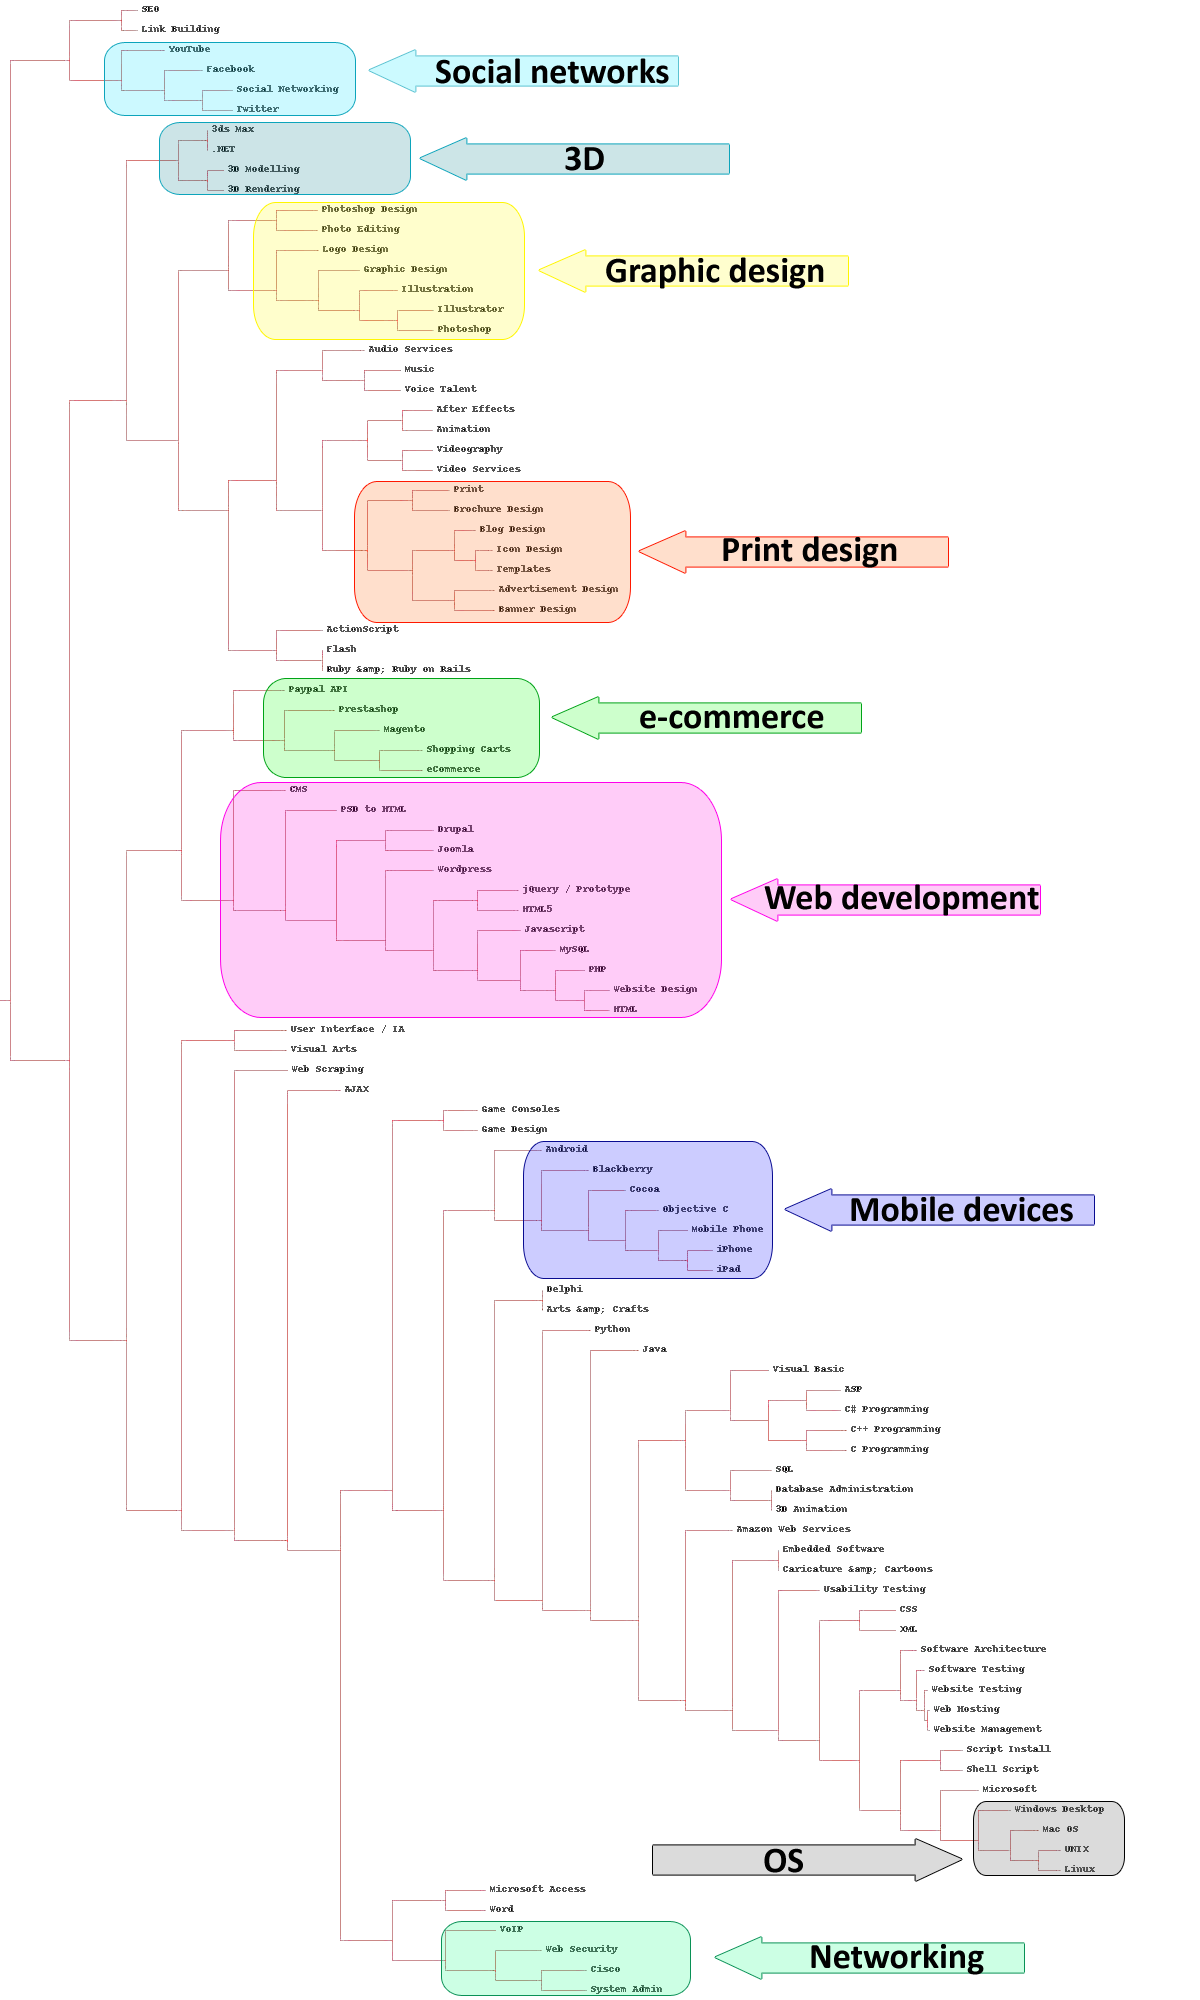 SEO
Link Building
YouTube
Facebook
Social networks
Social Networking
Twitter
3ds Max
.NET
3D
3D Modelling
3D Rendering
Photoshop Design
Photo Editing
Logo Design
Graphic Design
Graphic design
Illustration
Illustrator
Photoshop
Audio Services
Music
Voice Talent
After Effects
Animation
Videography
Video Services
Print
Brochure Design
Blog Design
Icon Design
Print design
Templates
Advertisement Design
Banner Design
ActionScript
Flash
Ruby &amp; Ruby on Rails
Paypal API
Prestashop
e-commerce
Magento
Shopping Carts
eCommerce
CMS
PSD to HTML
Drupal
Joomla
Wordpress
jQuery / Prototype
Web development
HTML5
Javascript
MySQL
PHP
Website Design
HTML
User Interface / IA
Visual Arts
Web Scraping
AJAX
Game Consoles
Game Design
Android
Blackberry
Cocoa
Objective C
Mobile devices
Mobile Phone
iPhone
iPad
Delphi
Arts &amp; Crafts
Python
Java
Visual Basic
ASP
C# Programming
C++ Programming
C Programming
SQL
Database Administration
3D Animation
Amazon Web Services
Embedded Software
Caricature &amp; Cartoons
Usability Testing
CSS
XML
Software Architecture
Software Testing
Website Testing
Web Hosting
Website Management
Script Install
Shell Script
Microsoft
Windows Desktop
Mac OS
UNIX
OS
Linux
Microsoft Access
Word
VoIP
Web Security
Networking
Cisco
System Admin